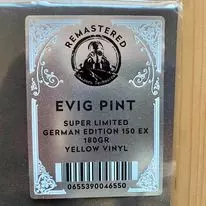 REMASTERED
EVIG PINT
SUPER LIMITED
GERMAN EDITION 150 EX
180GR
YELLOW VINYL
0655390046550